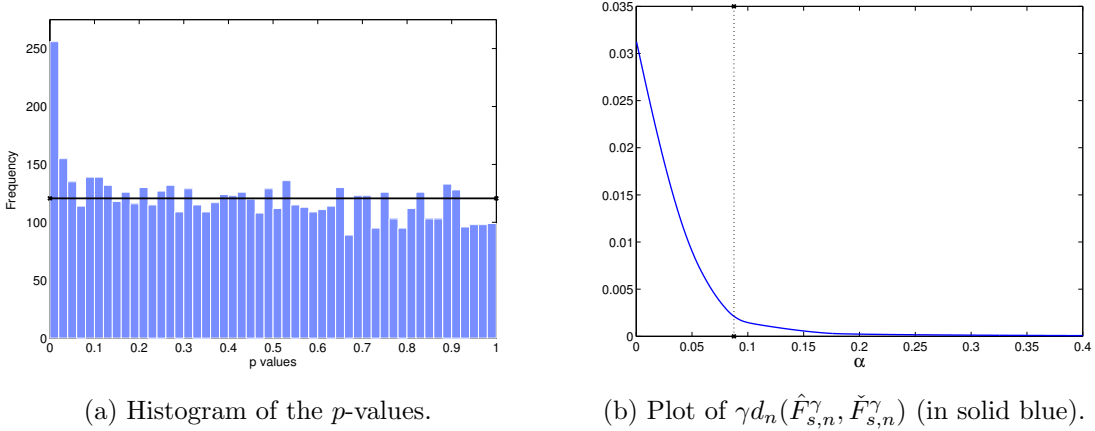 250
200
150
100
50
0
Frequency
0 0.1 0.2 0.3 0.4 0.5 0.6 0.7 0.8 0.9 1
p values
(a) Histogram of the p-values.
0.035
0.03
0.025
0.02
0.015
0.01
0.005
0
0 0.05 0.1 0.15 0.2 0.25 0.3 0.35 0.4
α
(b) Plot of γdₙ(F̂ᵞₛ,ₙ, F̌ᵞₛ,ₙ) (in solid blue).